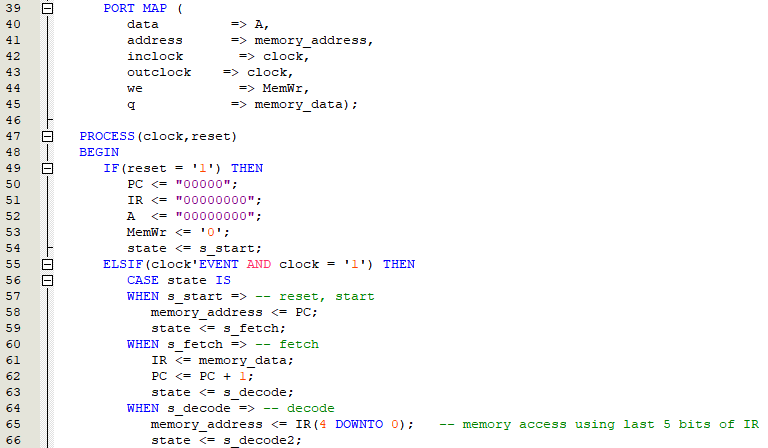 39 PORT MAP (
40 data => A,
41 address => memory_address,
42 inclock => clock,
43 outclock => clock,
44 we => MemWr,
45 q => memory_data);
46
47 PROCESS(clock,reset)
48 BEGIN
49 IF(reset = '1') THEN
50 PC <= "00000";
51 IR <= "00000000";
52 A <= "00000000";
53 MemWr <= '0';
54 state <= s_start;
55 ELSIF(clock'EVENT AND clock = '1') THEN
56 CASE state IS
57 WHEN s_start => -- reset, start
58 memory_address <= PC;
59 state <= s_fetch;
60 WHEN s_fetch => -- fetch
61 IR <= memory_data;
62 PC <= PC + 1;
63 state <= s_decode;
64 WHEN s_decode => -- decode
65 memory_address <= IR(4 DOWNTO 0); -- memory access using last 5 bits of IR
66 state <= s_decode2;